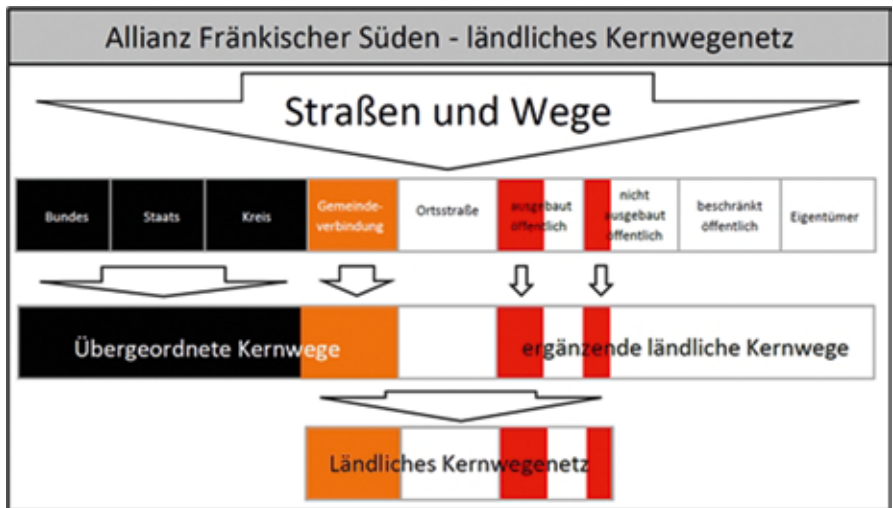 Allianz Fränkischer Süden - ländliches Kernwegenetz
Straßen und Wege
Bundes
Staats
Kreis
Gemeinde-
verbindung
Ortsstraße
ausgebaut
öffentlich
nicht
ausgebaut
öffentlich
beschränkt
öffentlich
Eigentümer
Übergeordnete Kernwege
ergänzende ländliche Kernwege
Ländliches Kernwegenetz